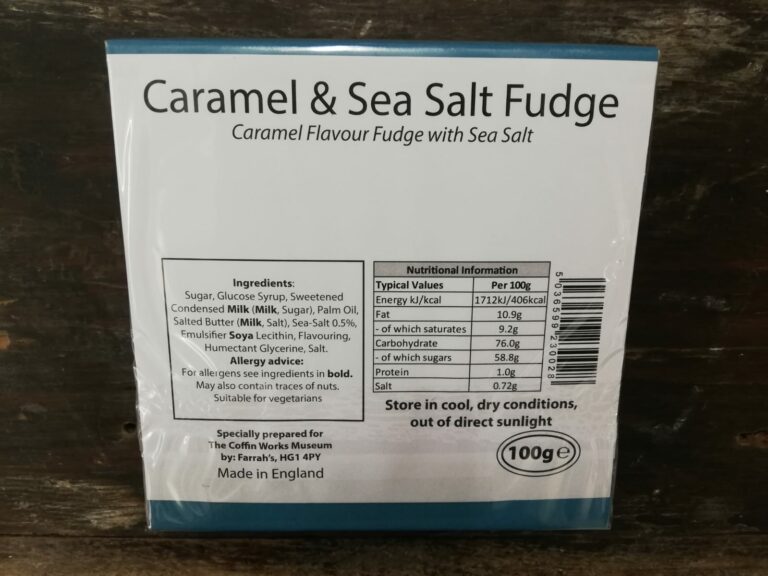 Caramel & Sea Salt Fudge
Caramel Flavour Fudge with Sea Salt
Ingredients:
Sugar, Glucose Syrup, Sweetened
Condensed Milk (Milk, Sugar), Palm Oil,
Salted Butter (Milk, Salt), Sea-Salt 0.5%,
Emulsifier Soya Lecithin, Flavouring,
Humectant Glycerine, Salt.
Allergy advice:
For allergens see ingredients in bold.
May also contain traces of nuts.
Suitable for vegetarians
Specially prepared for
The Coffin Works Museum
by: Farrah's, HG1 4PY
Made in England
Nutritional Information
Typical Values Per 100g
Energy kJ/kcal 1712kJ/406kcal
Fat 10.9g
- of which saturates 9.2g
Carbohydrate 76.0g
- of which sugars 58.8g
Protein 1.0g
Salt 0.72g
5 036599 230028
Store in cool, dry conditions,
out of direct sunlight
100g e